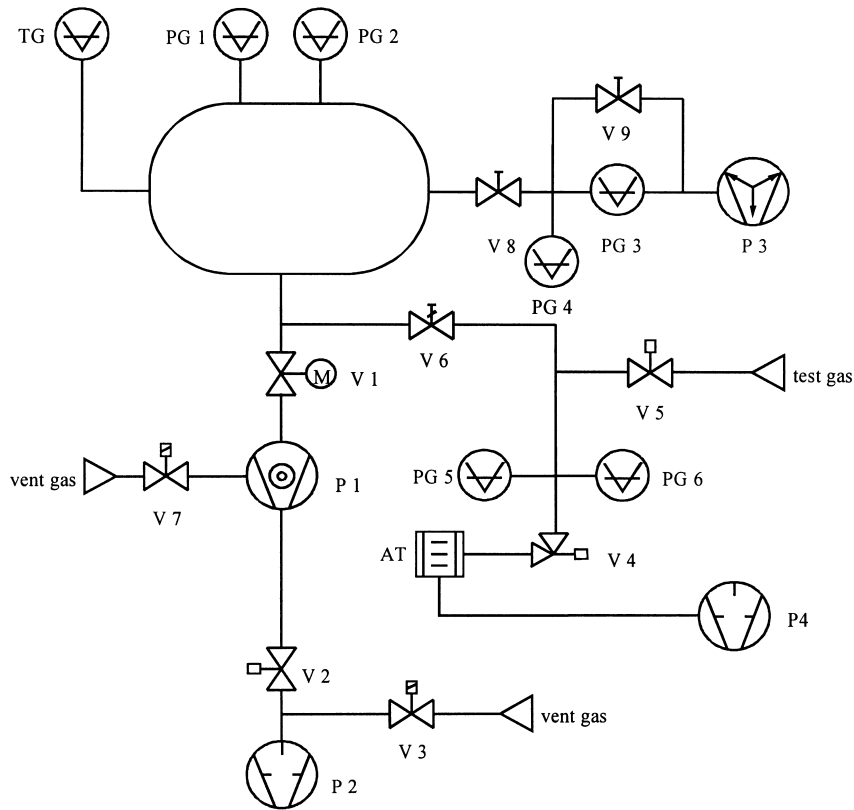 TG
PG 1
PG 2
V 9
V 8
PG 3
P 3
PG 4
V 6
M
V 1
V 5
test gas
vent gas
V 7
P 1
PG 5
PG 6
AT
V 4
P4
V 2
V 3
vent gas
P 2